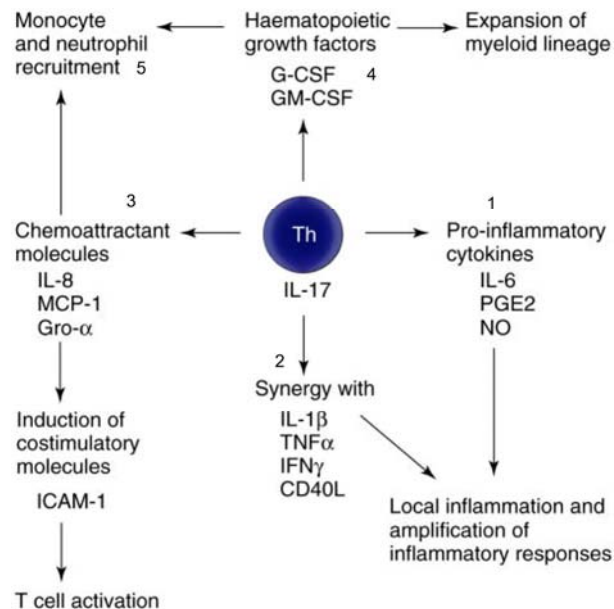 Monocyte
and neutrophil
recruitment 5
Haematopoietic
growth factors
G-CSF 4
GM-CSF
Expansion of
myeloid lineage
3
Chemoattractant
molecules
IL-8
MCP-1
Gro-α
Th
IL-17
1
Pro-inflammatory
cytokines
IL-6
PGE2
NO
2
Synergy with
IL-1β
TNFα
IFNγ
CD40L
Induction of
costimulatory
molecules
ICAM-1
T cell activation
Local inflammation and
amplification of
inflammatory responses